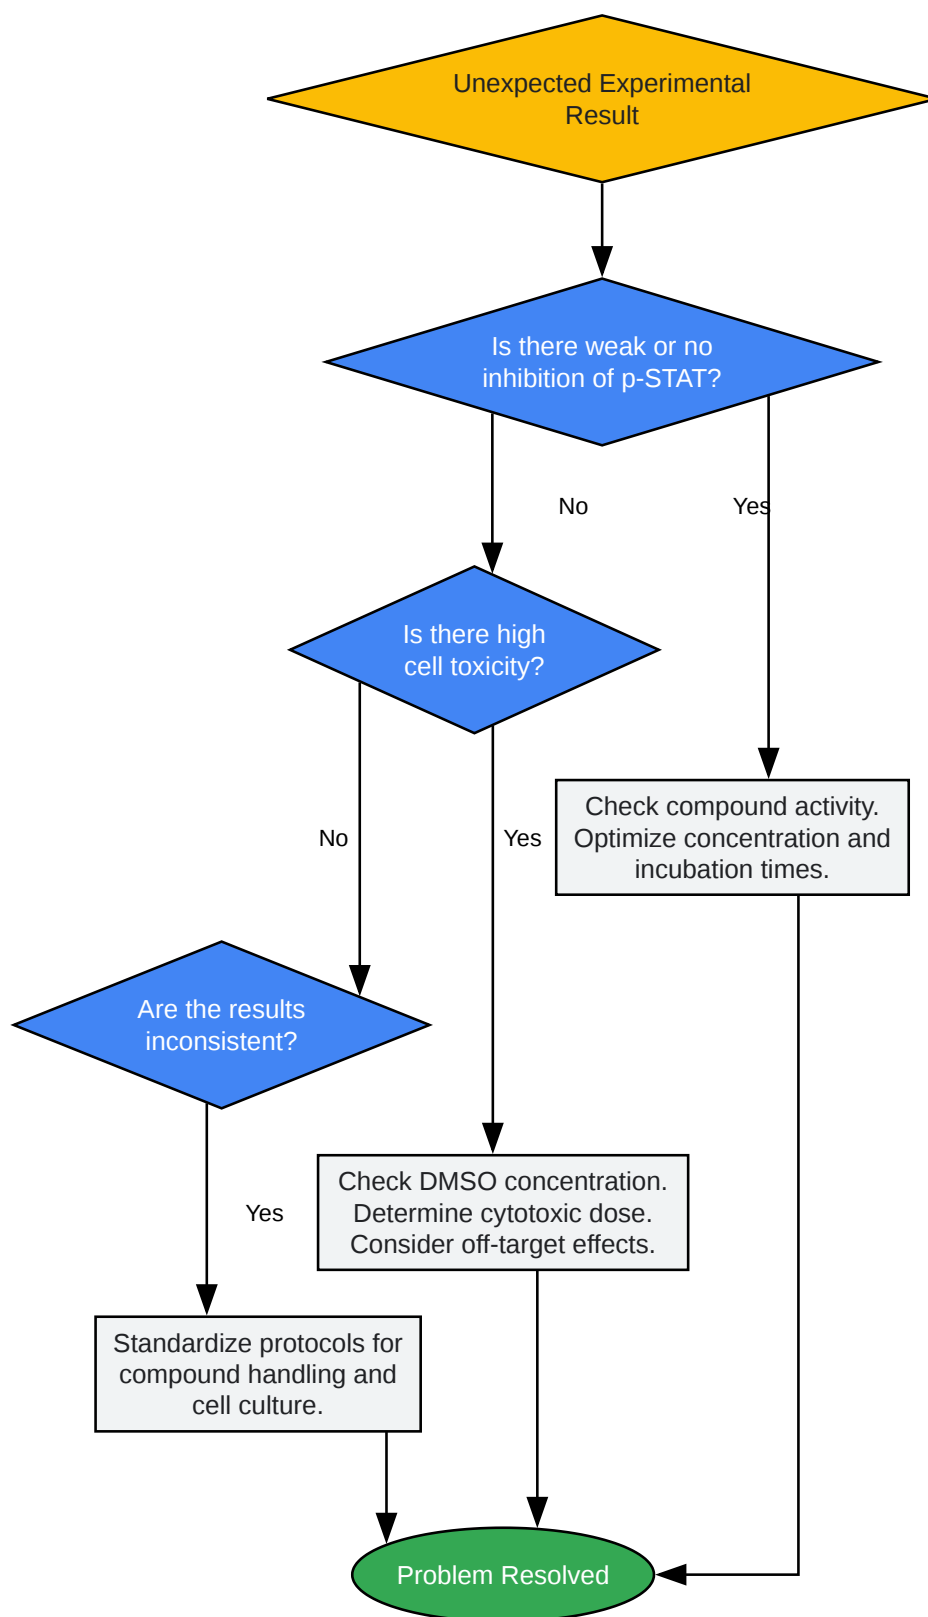 Unexpected Experimental
Result
Is there weak or no
inhibition of p-STAT?
No
Yes
Is there high
cell toxicity?
Check compound activity.
Optimize concentration and
incubation times.
No
Yes
Are the results
inconsistent?
Check DMSO concentration.
Determine cytotoxic dose.
Consider off-target effects.
Yes
Standardize protocols for
compound handling and
cell culture.
Problem Resolved